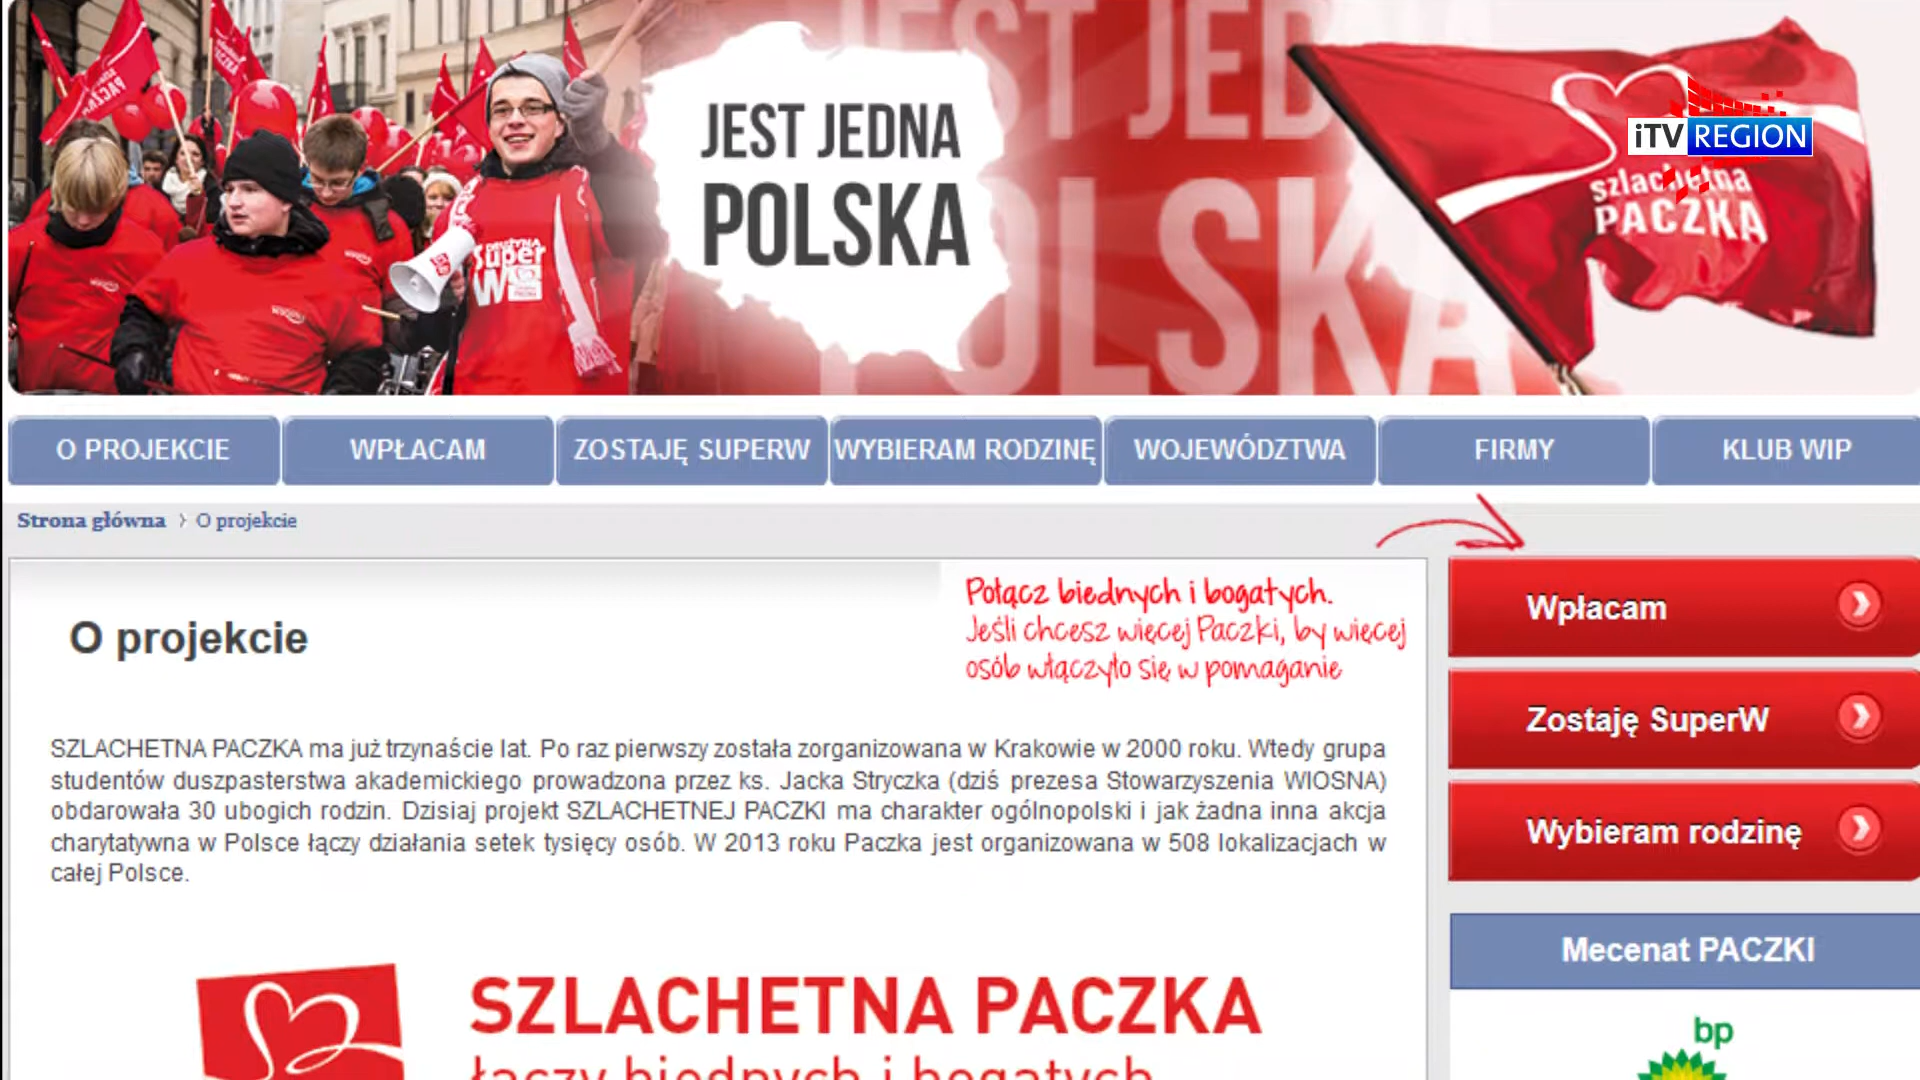 JEST JEDNA
POLSKA
szlachetna
PACZKA
iTV REGION
DRUŻYNA
Super
W
O PROJEKCIE
WPŁACAM
ZOSTAJĘ SUPERW
WYBIERAM RODZINĘ
WOJEWÓDZTWA
FIRMY
KLUB WIP
Strona główna > O projekcie
O projekcie
Połącz biednych i bogatych.
Jeśli chcesz więcej Paczki, by więcej
osób włączyło się w pomaganie
SZLACHETNA PACZKA ma już trzynaście lat. Po raz pierwszy została zorganizowana w Krakowie w 2000 roku. Wtedy grupa
studentów duszpasterstwa akademickiego prowadzona przez ks. Jacka Stryczka (dziś prezesa Stowarzyszenia WIOSNA)
obdarowała 30 ubogich rodzin. Dzisiaj projekt SZLACHETNEJ PACZKI ma charakter ogólnopolski i jak żadna inna akcja
charytatywna w Polsce łączy działania setek tysięcy osób. W 2013 roku Paczka jest organizowana w 508 lokalizacjach w
całej Polsce.
SZLACHETNA PACZKA
łączy biednych i bogatych
Wpłacam
Zostaję SuperW
Wybieram rodzinę
Mecenat PACZKI
bp